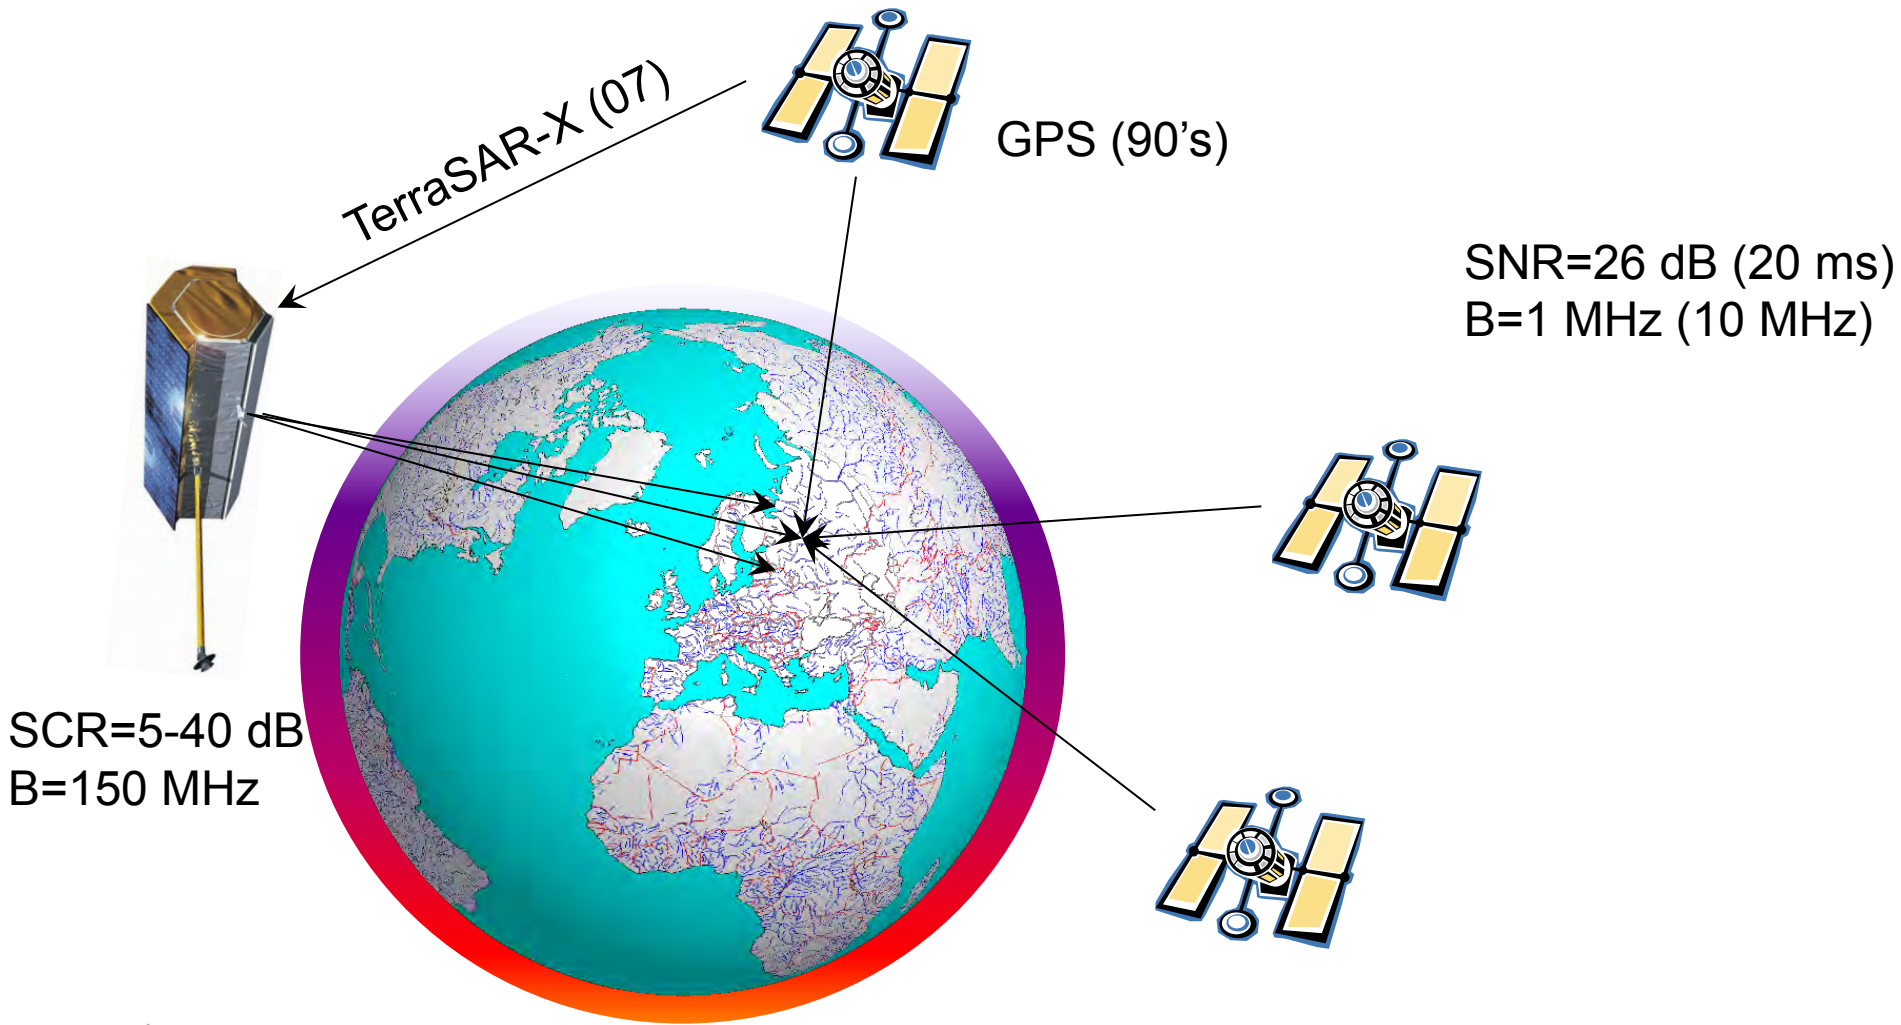 TerraSAR-X (07)
GPS (90's)
SNR=26 dB (20 ms)
B=1 MHz (10 MHz)
SCR=5-40 dB
B=150 MHz